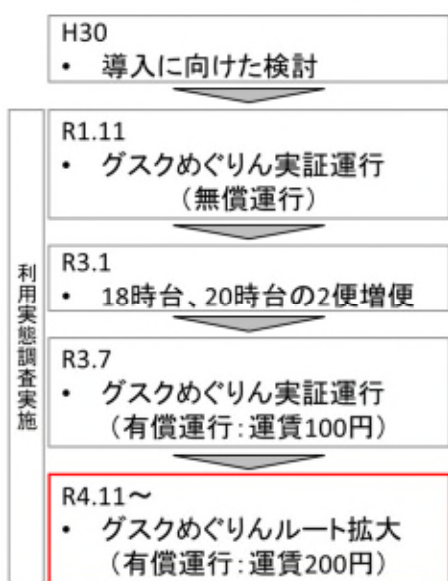 H30
• 導入に向けた検討
利用実態調査実施
R1.11
• グスクめぐりん実証運行
（無償運行）
R3.1
• 18時台、20時台の2便増便
R3.7
• グスクめぐりん実証運行
（有償運行：運賃100円）
R4.11～
• グスクめぐりんルート拡大
（有償運行：運賃200円）